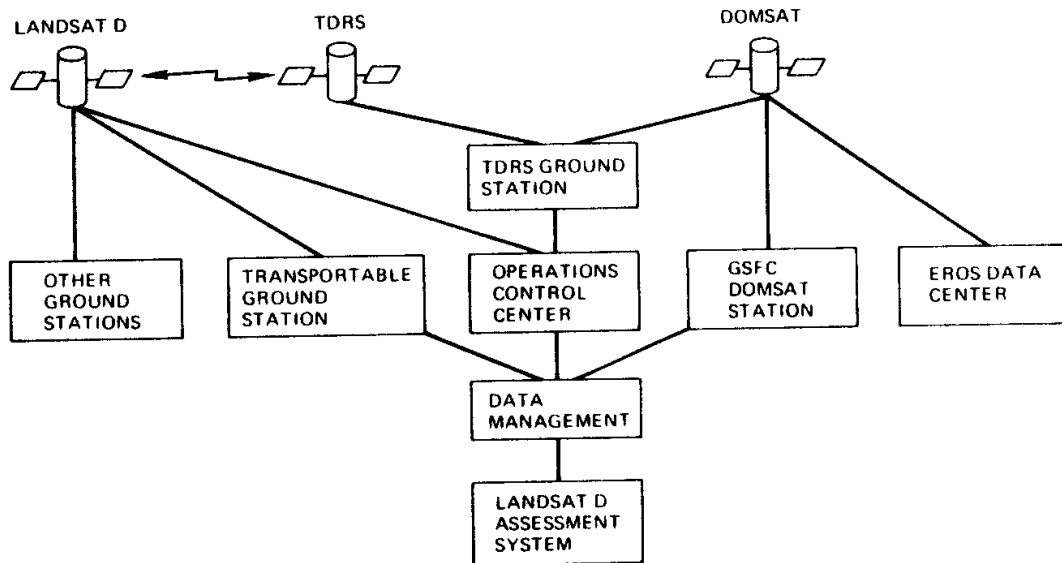 LANDSAT D
TDRS
DOMSAT
TDRS GROUND
STATION
OTHER
GROUND
STATIONS
TRANSPORTABLE
GROUND
STATION
OPERATIONS
CONTROL
CENTER
GSFC
DOMSAT
STATION
EROS DATA
CENTER
DATA
MANAGEMENT
LANDSAT D
ASSESSMENT
SYSTEM